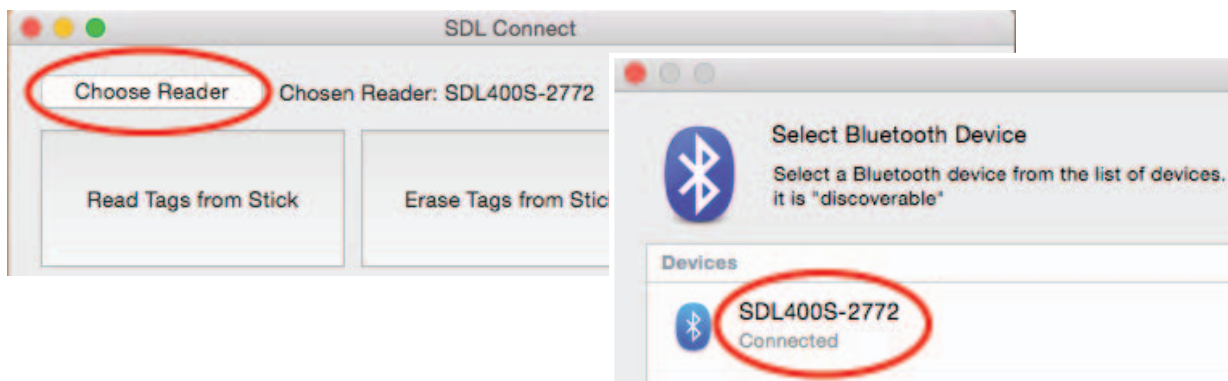 SDL Connect
Choose Reader
Chosen Reader: SDL400S-2772
Read Tags from Stick
Erase Tags from
Select Bluetooth Device
Select a Bluetooth device from the list of devices.
it is "discoverable"
Devices
SDL400S-2772
Connected